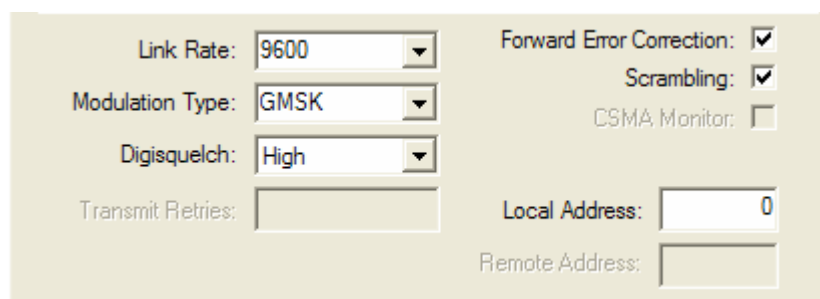 Link Rate: 9600
Forward Error Correction:
Scrambling:
Modulation Type: GMSK
CSMA Monitor:
Digisquelch: High
Transmit Retries:
Local Address: 0
Remote Address: